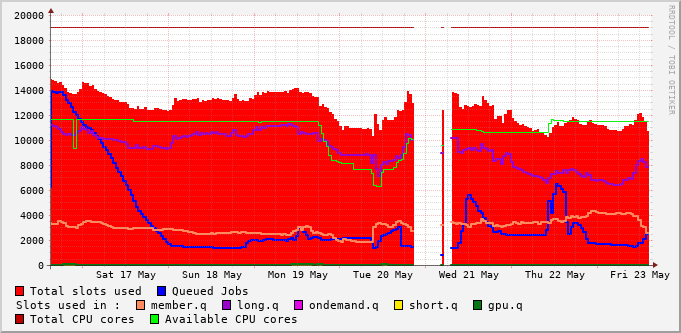 20000
18000
16000
14000
12000
10000
8000
6000
4000
2000
0
Sat 17 May Sun 18 May Mon 19 May Tue 20 May Wed 21 May Thu 22 May Fri 23 May
RRDTOOL / TOBI OETIKER
Total slots used Queued Jobs
Slots used in : member.q long.q ondemand.q short.q gpu.q
Total CPU cores Available CPU cores